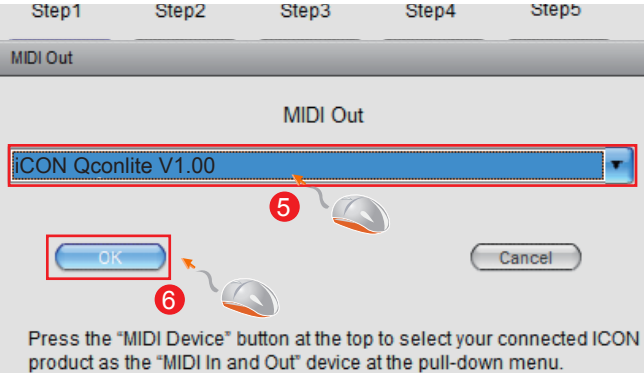 Step1 Step2 Step3 Step4 Step5
MIDI Out
MIDI Out
iCON Qconlite V1.00
5
OK Cancel
6
Press the “MIDI Device” button at the top to select your connected ICON
product as the “MIDI In and Out” device at the pull-down menu.